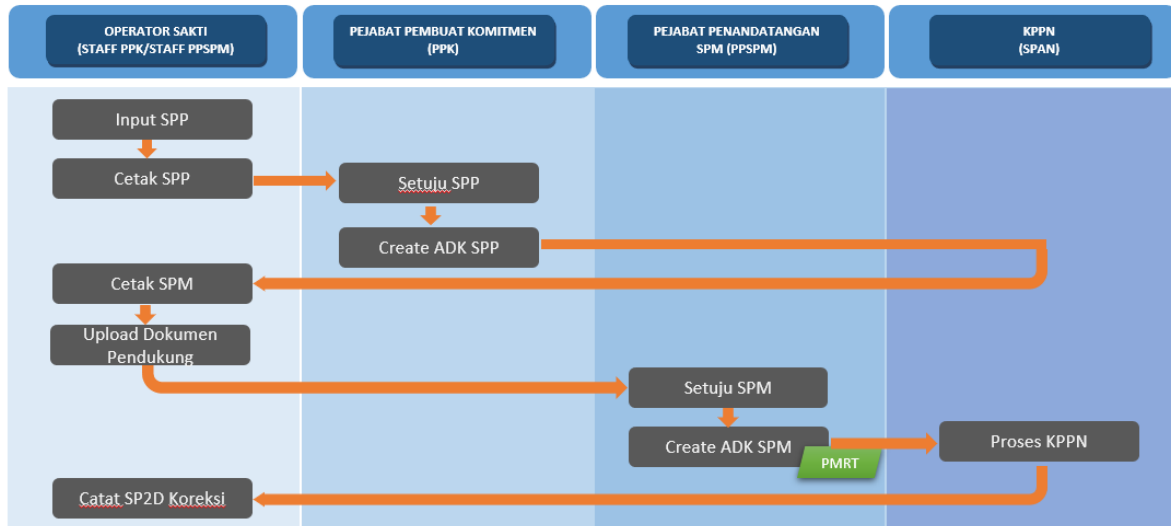 OPERATOR SAKTI
(STAFF PPK/STAFF PPSPM)
PEJABAT PEMBUAT KOMITMEN
(PPK)
PEJABAT PENANDATANGAN
SPM (PPSPM)
KPPN
(SPAN)
Input SPP
Cetak SPP
Setuju SPP
Create ADK SPP
Cetak SPM
Upload Dokumen
Pendukung
Setuju SPM
Create ADK SPM
PMRT
Proses KPPN
Catat SP2D Koreksi